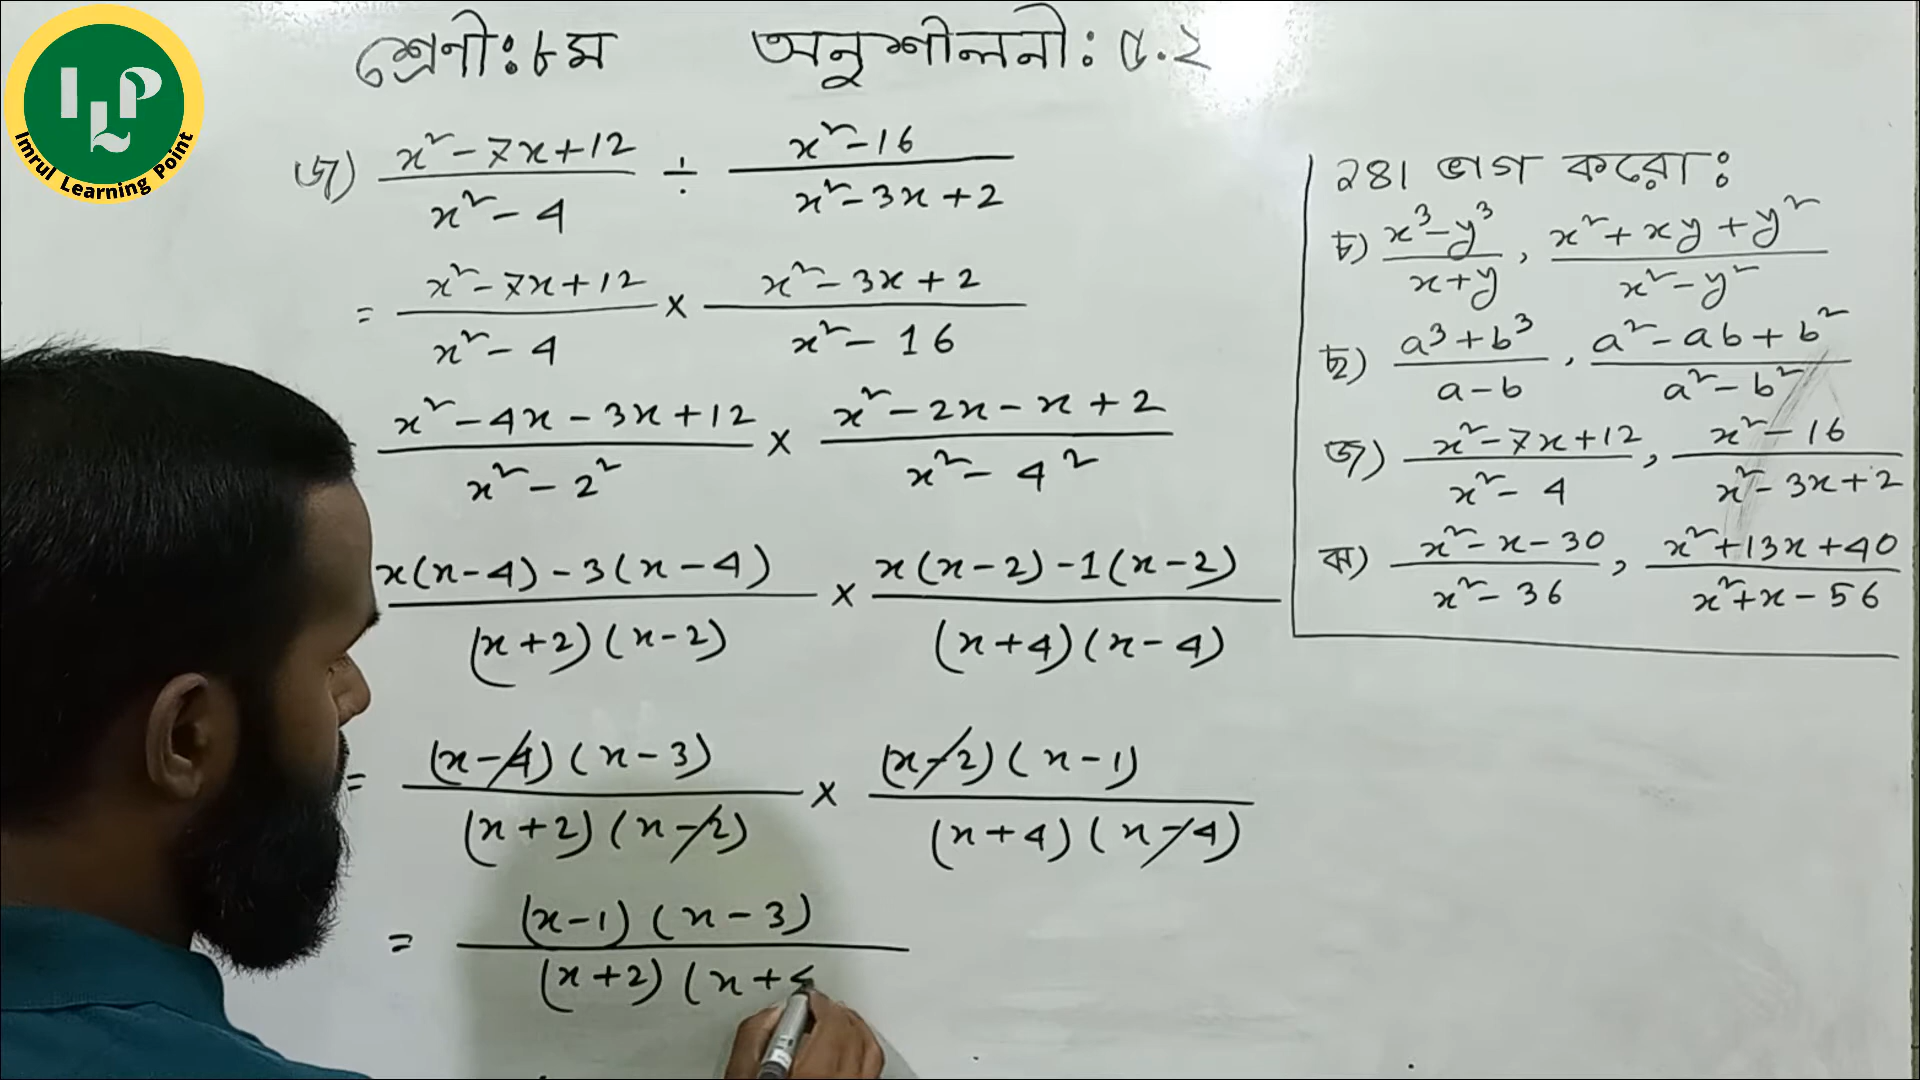 ILP
Imrul Learning Point
শ্রেনী: ৮ম অনুশীলনী: ৫.২
জ) (x² - 7x + 12)/(x² - 4) ÷ (x² - 16)/(x² - 3x + 2)
= (x² - 7x + 12)/(x² - 4) × (x² - 3x + 2)/(x² - 16)
(x² - 4x - 3x + 12)/(x² - 2²) × (x² - 2x - x + 2)/(x² - 4²)
(x(x-4) - 3(x-4))/((x+2)(x-2)) × (x(x-2) - 1(x-2))/((x+4)(x-4))
= ((x-4)(x-3))/((x+2)(x-2)) × ((x-2)(x-1))/((x+4)(x-4))
= ((x-1)(x-3))/((x+2)(x+
২৪। ভাগ করো:
চ) (x³ - y³)/(x+y), (x² + xy + y²)/(x² - y²)
ছ) (a³ + b³)/(a-b), (a² - ab + b²)/(a² - b²)
জ) (x² - 7x + 12)/(x² - 4), (x² - 16)/(x² - 3x + 2)
ঝ) (x² - x - 30)/(x² - 36), (x² + 13x + 40)/(x² + x - 56)